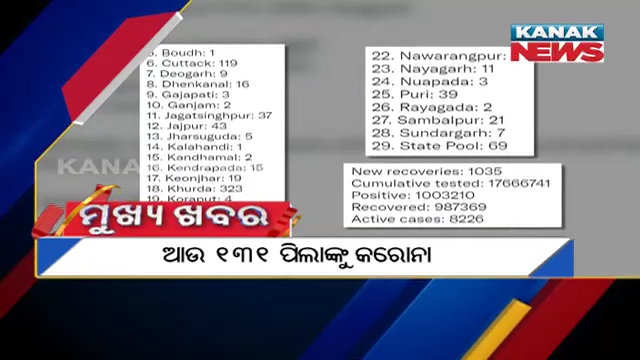 5. Boudh: 1
6. Cuttack: 119
7. Deogarh: 9
8. Dhenkanal: 16
9. Gajapati: 3
10. Ganjam: 2
11. Jagatsinghpur: 37
12. Jajpur: 43
13. Jharsuguda: 5
14. Kalahandi: 1
15. Kandhamal: 2
16. Kendrapada: 15
17. Keonjhar: 19
18. Khurda: 323
19. Koraput: 4
22. Nawarangpur:
23. Nayagarh: 11
24. Nuapada: 3
25. Puri: 39
26. Rayagada: 2
27. Sambalpur: 21
28. Sundargarh: 7
29. State Pool: 69
New recoveries: 1035
Cumulative tested: 17666741
Positive: 1003210
Recovered: 987369
Active cases: 8226
KANAK
NEWS
KANAK
ମୁଖ୍ୟ ଖବର
ଆଉ ୧୩୧ ପିଲାଙ୍କୁ କରୋନା